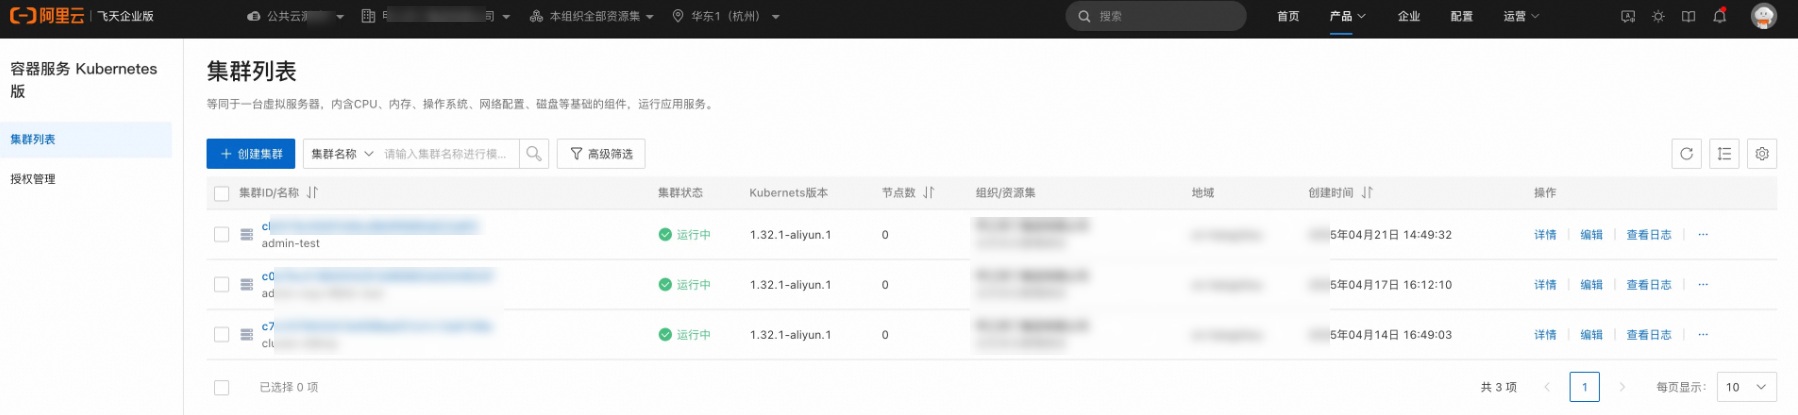 阿里云 | 飞天企业版 公共云 司 本组织全部资源集 华东1（杭州） 搜索 首页 产品 企业 配置 运营
容器服务 Kubernetes
版
集群列表
授权管理
集群列表
等同于一台虚拟服务器，内含CPU、内存、操作系统、网络配置、磁盘等基础的组件，运行应用服务。
+ 创建集群 集群名称 请输入集群名称进行模... 高级筛选
集群ID/名称 集群状态 Kubernets版本 节点数 组织/资源集 地域 创建时间 操作
运行中 1.32.1-aliyun.1 0 5年04月21日 14:49:32 详情 编辑 查看日志 ...
admin-test
c0 运行中 1.32.1-aliyun.1 0 5年04月17日 16:12:10 详情 编辑 查看日志 ...
ad
c7 运行中 1.32.1-aliyun.1 0 5年04月14日 16:49:03 详情 编辑 查看日志 ...
已选择 0 项 共 3 项 < 1 > 每页显示： 10